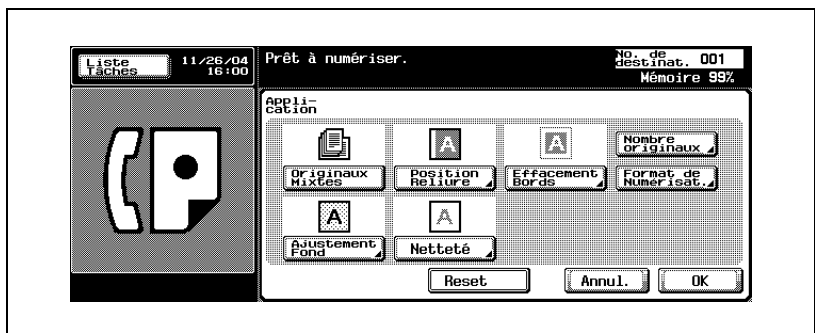 Liste
Tâches
11/26/04
16:00
Prêt à numériser.
No. de
destinat. 001
Mémoire 99%
Appli-
cation
A
A
Nombre
originaux
Originaux
Mixtes
Position
Reliure
Effacement
Bords
Format de
Numérisat.
A
A
Ajustement
Fond
Netteté
Reset
Annul.
OK